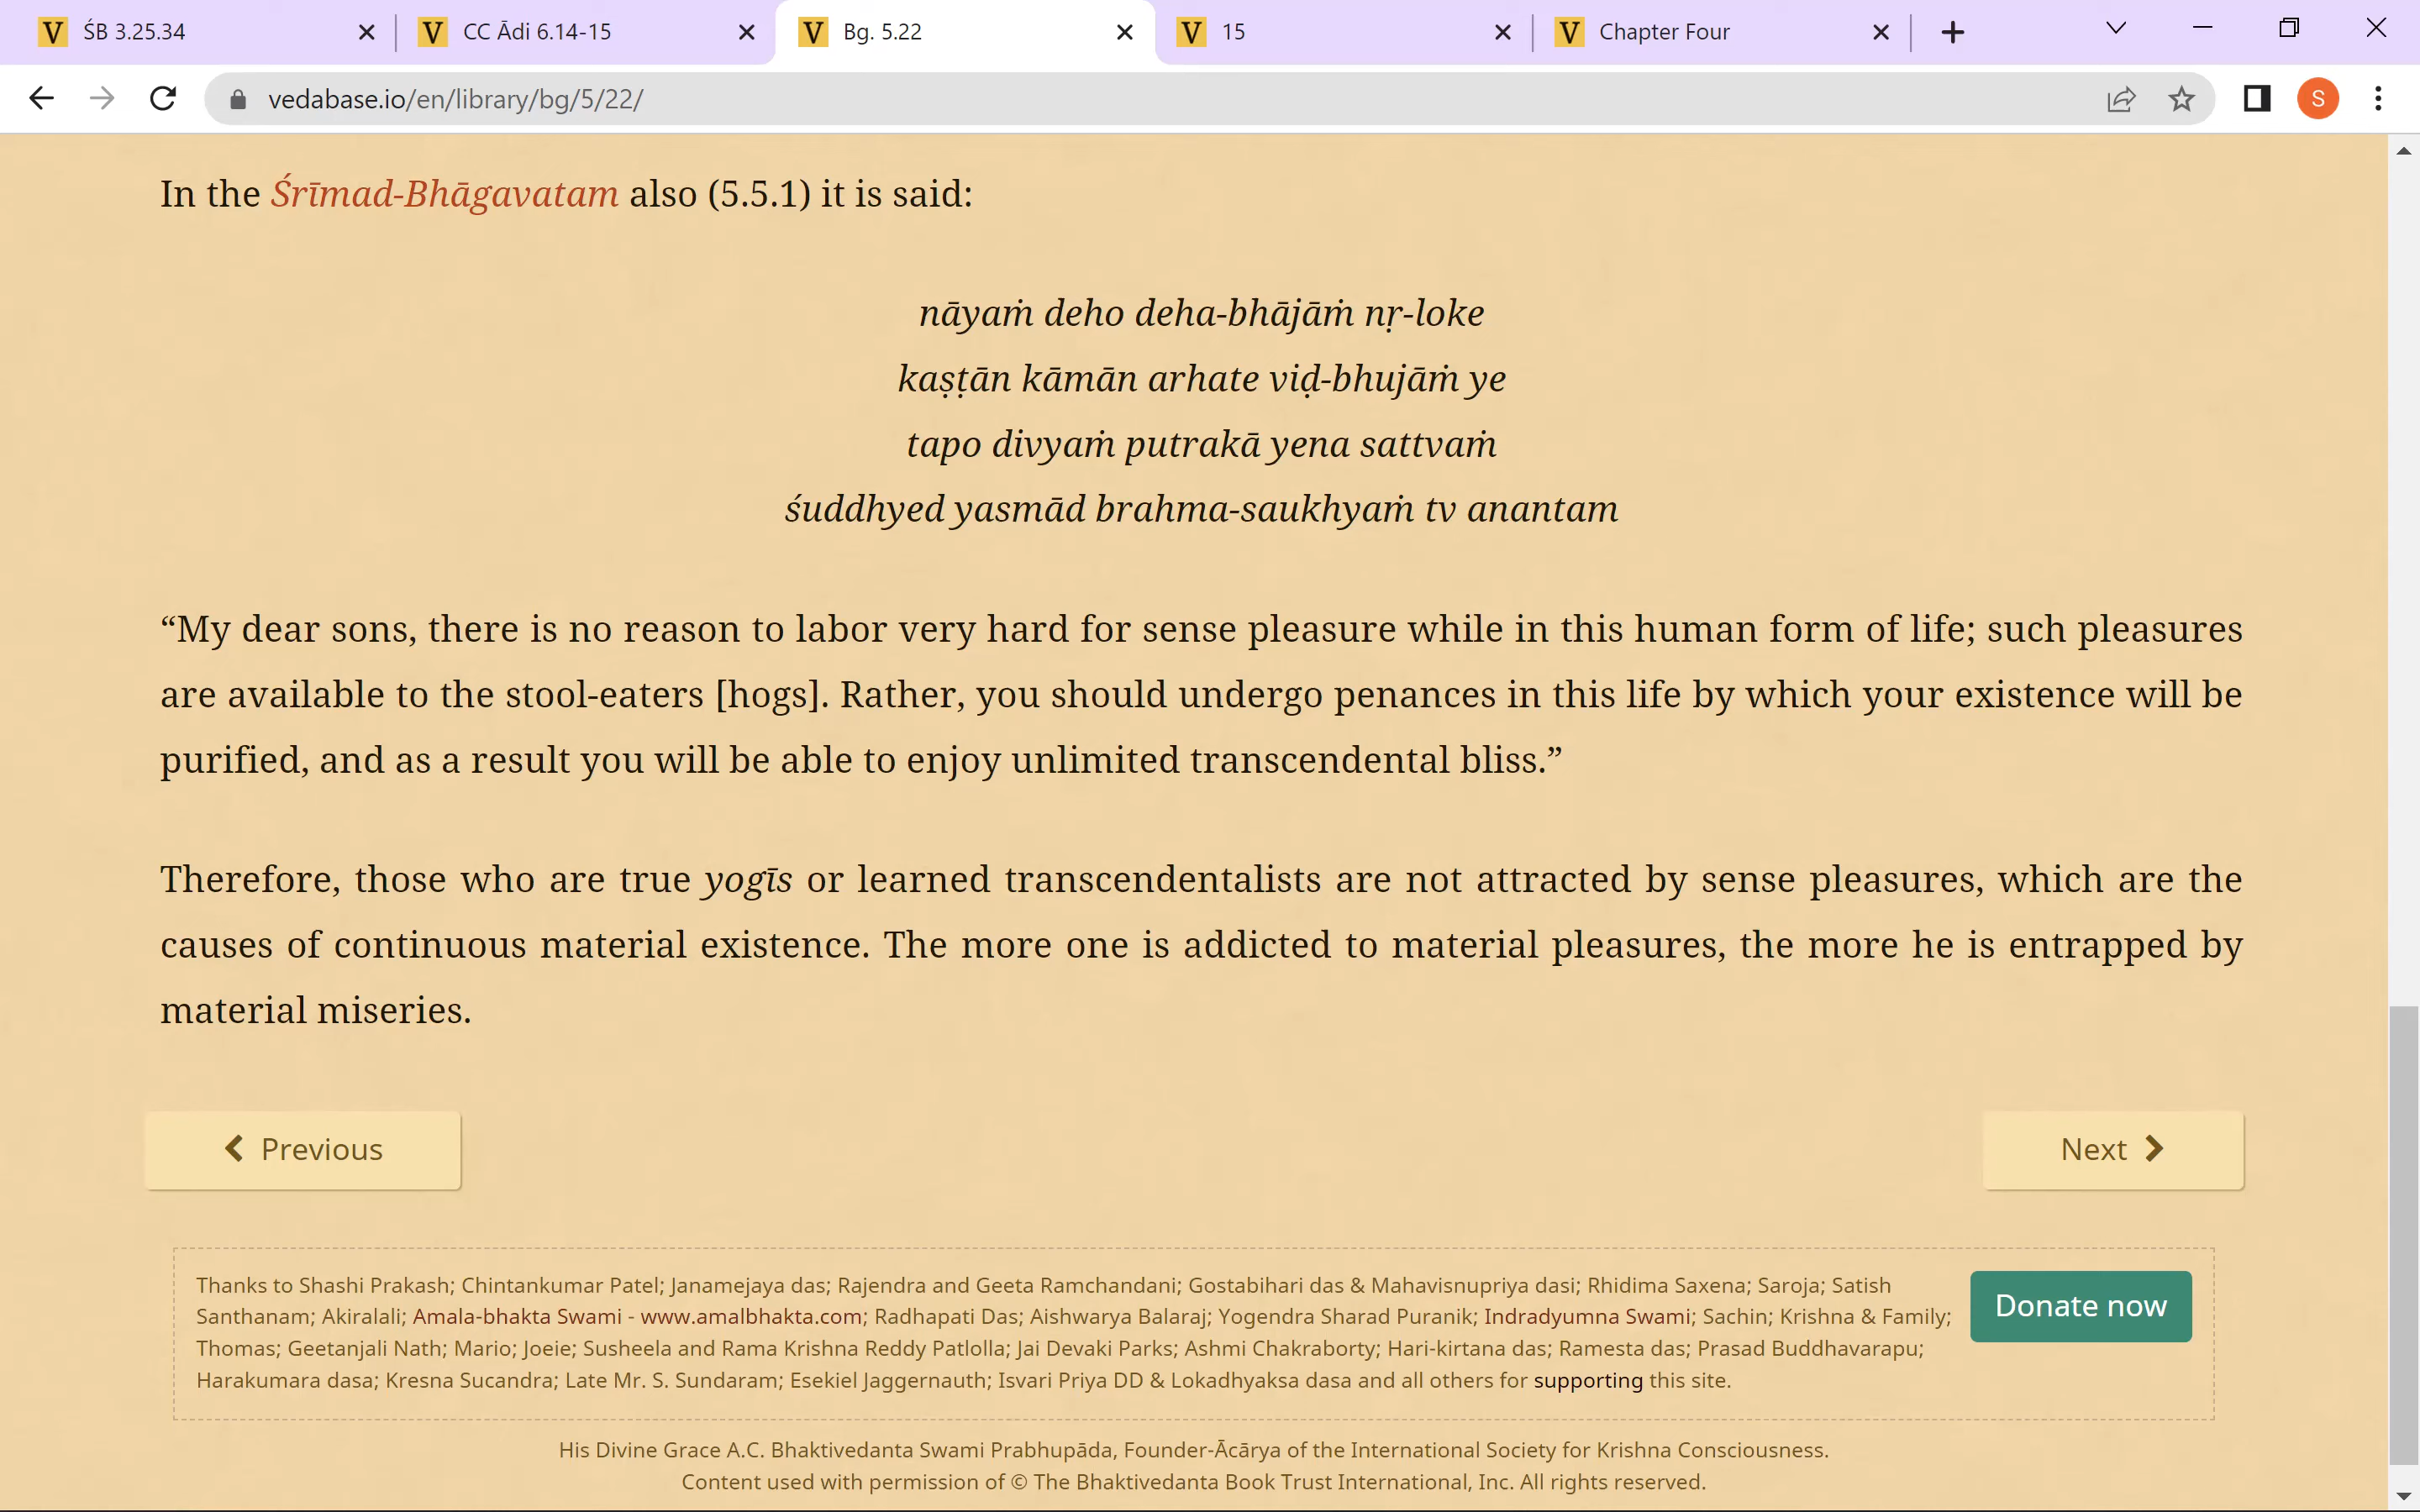 V ŚB 3.25.34
V CC Ādi 6.14-15
V Bg. 5.22
V 15
V Chapter Four
vedabase.io/en/library/bg/5/22/
S
In the Śrīmad-Bhāgavatam also (5.5.1) it is said:
nāyaṁ deho deha-bhājāṁ nṛ-loke
kaṣṭān kāmān arhate viḍ-bhujāṁ ye
tapo divyaṁ putrakā yena sattvaṁ
śuddhyed yasmād brahma-saukhyaṁ tv anantam
“My dear sons, there is no reason to labor very hard for sense pleasure while in this human form of life; such pleasures
are available to the stool-eaters [hogs]. Rather, you should undergo penances in this life by which your existence will be
purified, and as a result you will be able to enjoy unlimited transcendental bliss.”
Therefore, those who are true yogīs or learned transcendentalists are not attracted by sense pleasures, which are the
causes of continuous material existence. The more one is addicted to material pleasures, the more he is entrapped by
material miseries.
Previous
Next
Thanks to Shashi Prakash; Chintankumar Patel; Janamejaya das; Rajendra and Geeta Ramchandani; Gostabihari das & Mahavisnupriya dasi; Rhidima Saxena; Saroja; Satish
Santhanam; Akiralali; Amala-bhakta Swami - www.amalbhakta.com; Radhapati Das; Aishwarya Balaraj; Yogendra Sharad Puranik; Indradyumna Swami; Sachin; Krishna & Family;
Thomas; Geetanjali Nath; Mario; Joeie; Susheela and Rama Krishna Reddy Patlolla; Jai Devaki Parks; Ashmi Chakraborty; Hari-kirtana das; Ramesta das; Prasad Buddhavarapu;
Harakumara dasa; Kresna Sucandra; Late Mr. S. Sundaram; Esekiel Jaggernauth; Isvari Priya DD & Lokadhyaksa dasa and all others for supporting this site.
Donate now
His Divine Grace A.C. Bhaktivedanta Swami Prabhupāda, Founder-Ācārya of the International Society for Krishna Consciousness.
Content used with permission of © The Bhaktivedanta Book Trust International, Inc. All rights reserved.